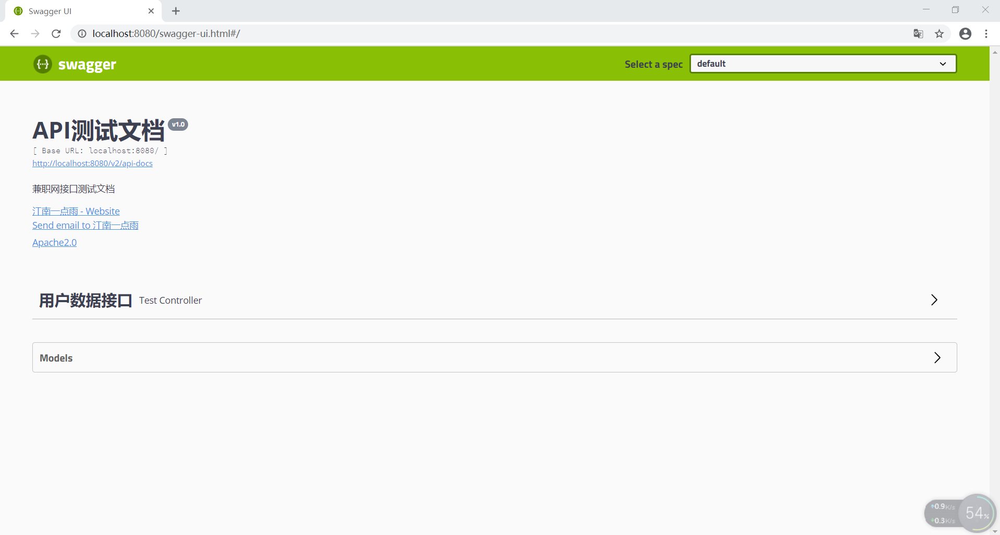 Swagger UI
localhost:8080/swagger-ui.html#/
swagger
Select a spec
default
API测试文档 v1.0
[ Base URL: localhost:8080/ ]
http://localhost:8080/v2/api-docs
兼职网接口测试文档
汀南一点雨 - Website
Send email to 汀南一点雨
Apache2.0
用户数据接口 Test Controller
Models
↑0.9K/s
↓0.3K/s
54%